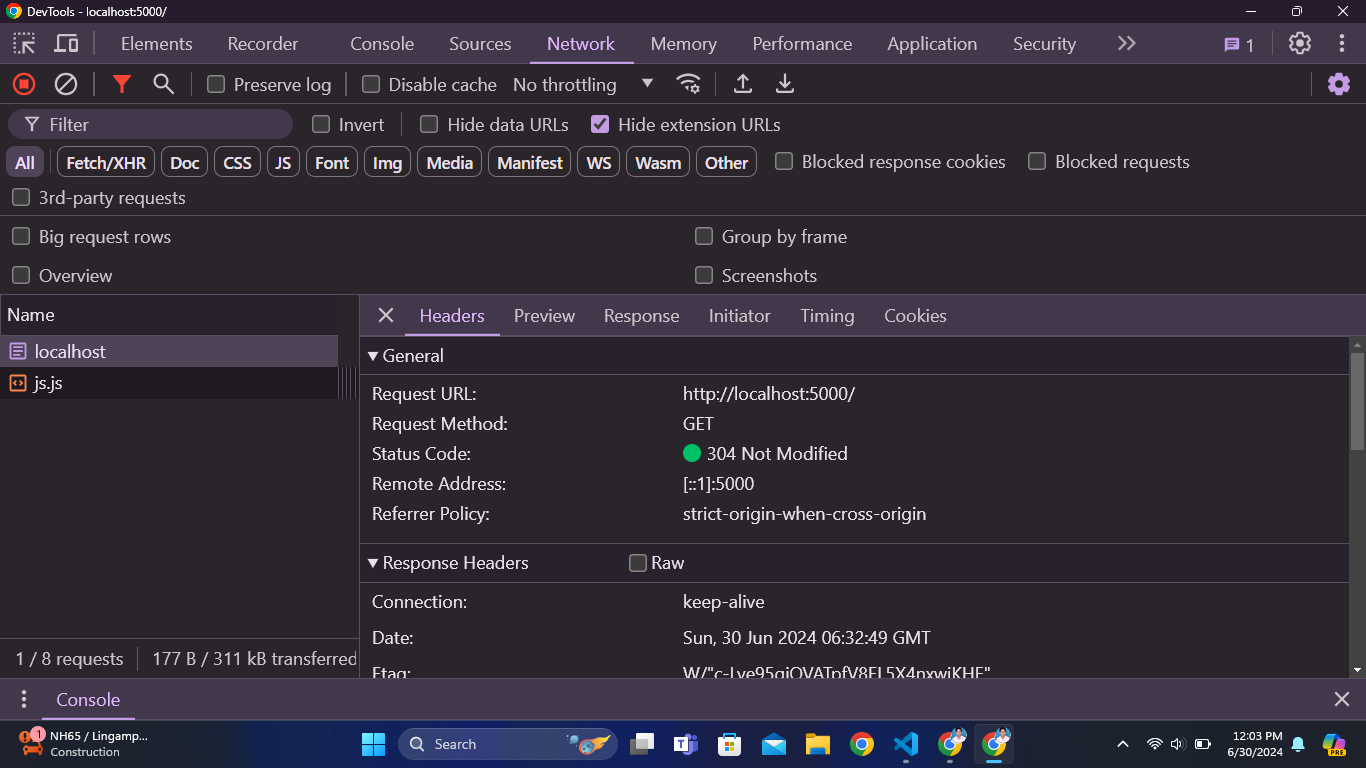 DevTools - localhost:5000/
Elements Recorder Console Sources Network Memory Performance Application Security 1
Preserve log Disable cache No throttling
Filter Invert Hide data URLs Hide extension URLs
All Fetch/XHR Doc CSS JS Font Img Media Manifest WS Wasm Other Blocked response cookies Blocked requests
3rd-party requests
Big request rows Group by frame
Overview Screenshots
Name Headers Preview Response Initiator Timing Cookies
localhost
js.js
General
Request URL: http://localhost:5000/
Request Method: GET
Status Code: 304 Not Modified
Remote Address: [::1]:5000
Referrer Policy: strict-origin-when-cross-origin
Response Headers Raw
Connection: keep-alive
Date: Sun, 30 Jun 2024 06:32:49 GMT
Etag:
1 / 8 requests 177 B / 311 kB transferred
Console
1 NH65 / Lingamp...
Construction
Search
12:03 PM
6/30/2024
PRE